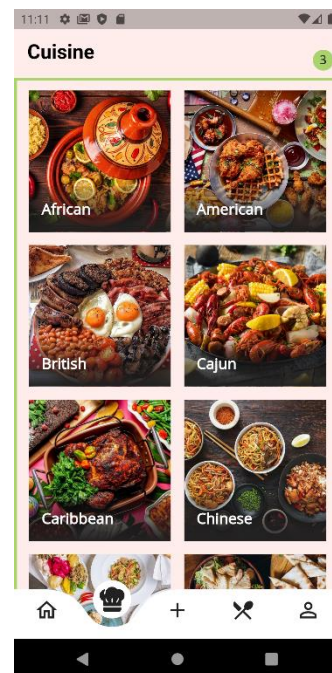 11:11
Cuisine
3
African
American
British
Cajun
Caribbean
Chinese